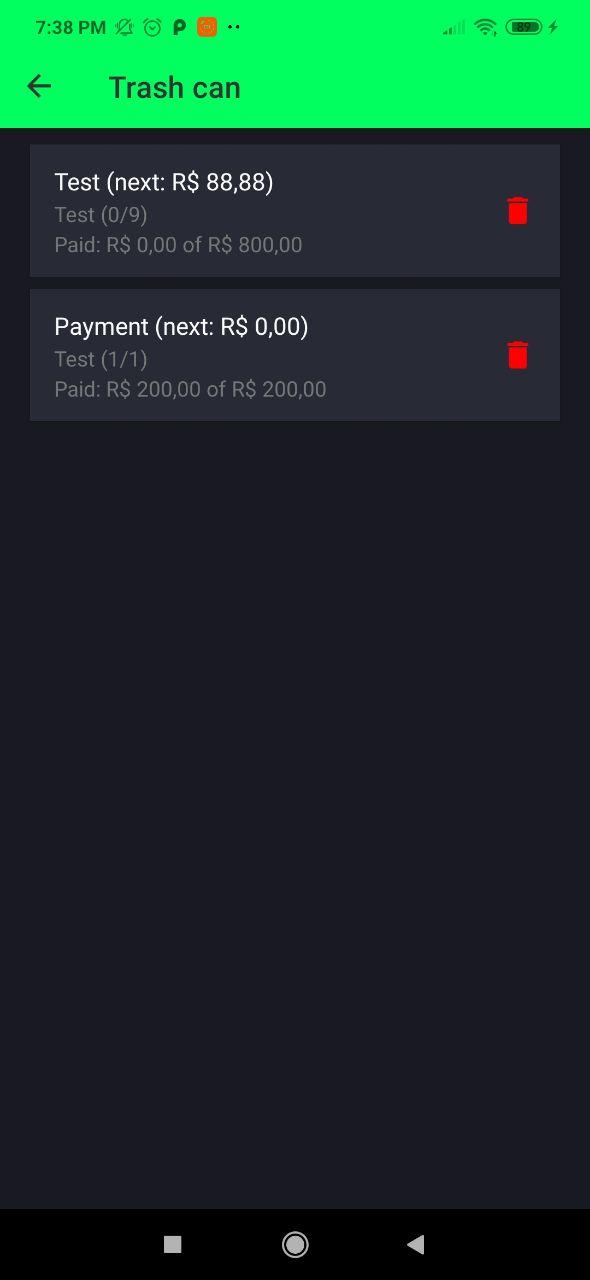 7:38 PM
89
Trash can
Test (next: R$ 88,88)
Test (0/9)
Paid: R$ 0,00 of R$ 800,00
Payment (next: R$ 0,00)
Test (1/1)
Paid: R$ 200,00 of R$ 200,00